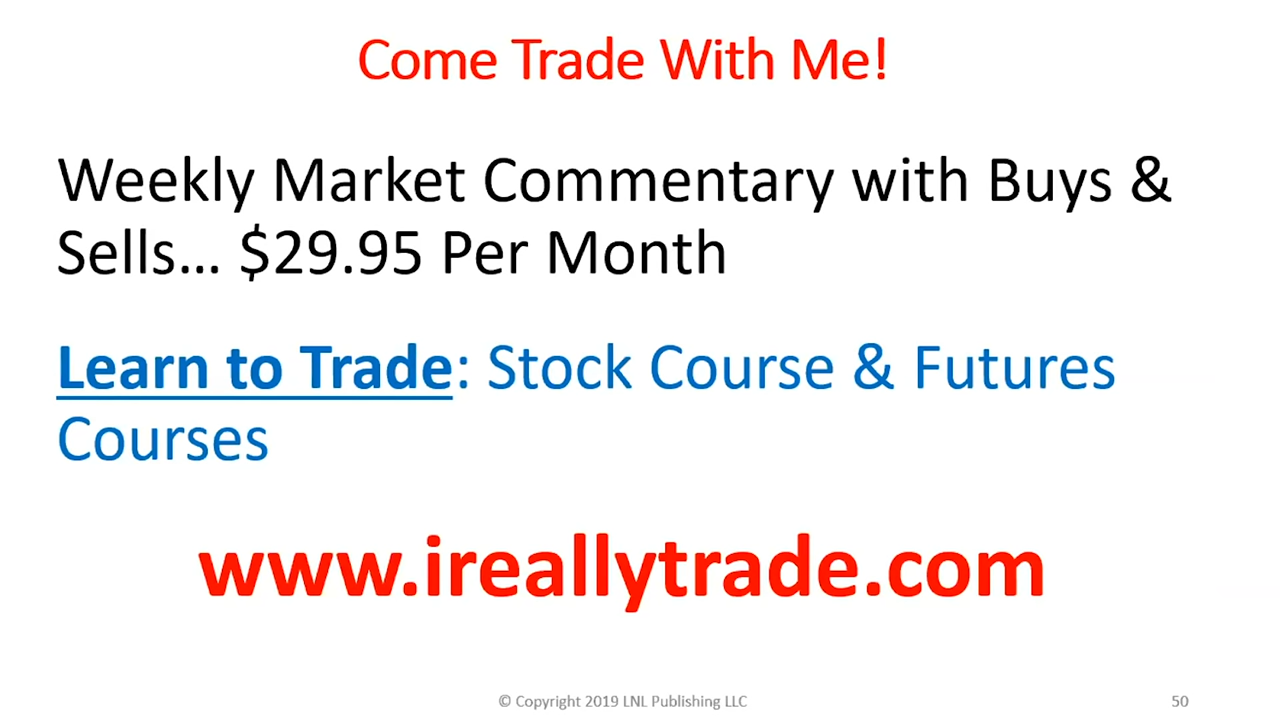 Come Trade With Me!
Weekly Market Commentary with Buys &
Sells… $29.95 Per Month
Learn to Trade: Stock Course & Futures
Courses
www.ireallytrade.com
© Copyright 2019 LNL Publishing LLC
50